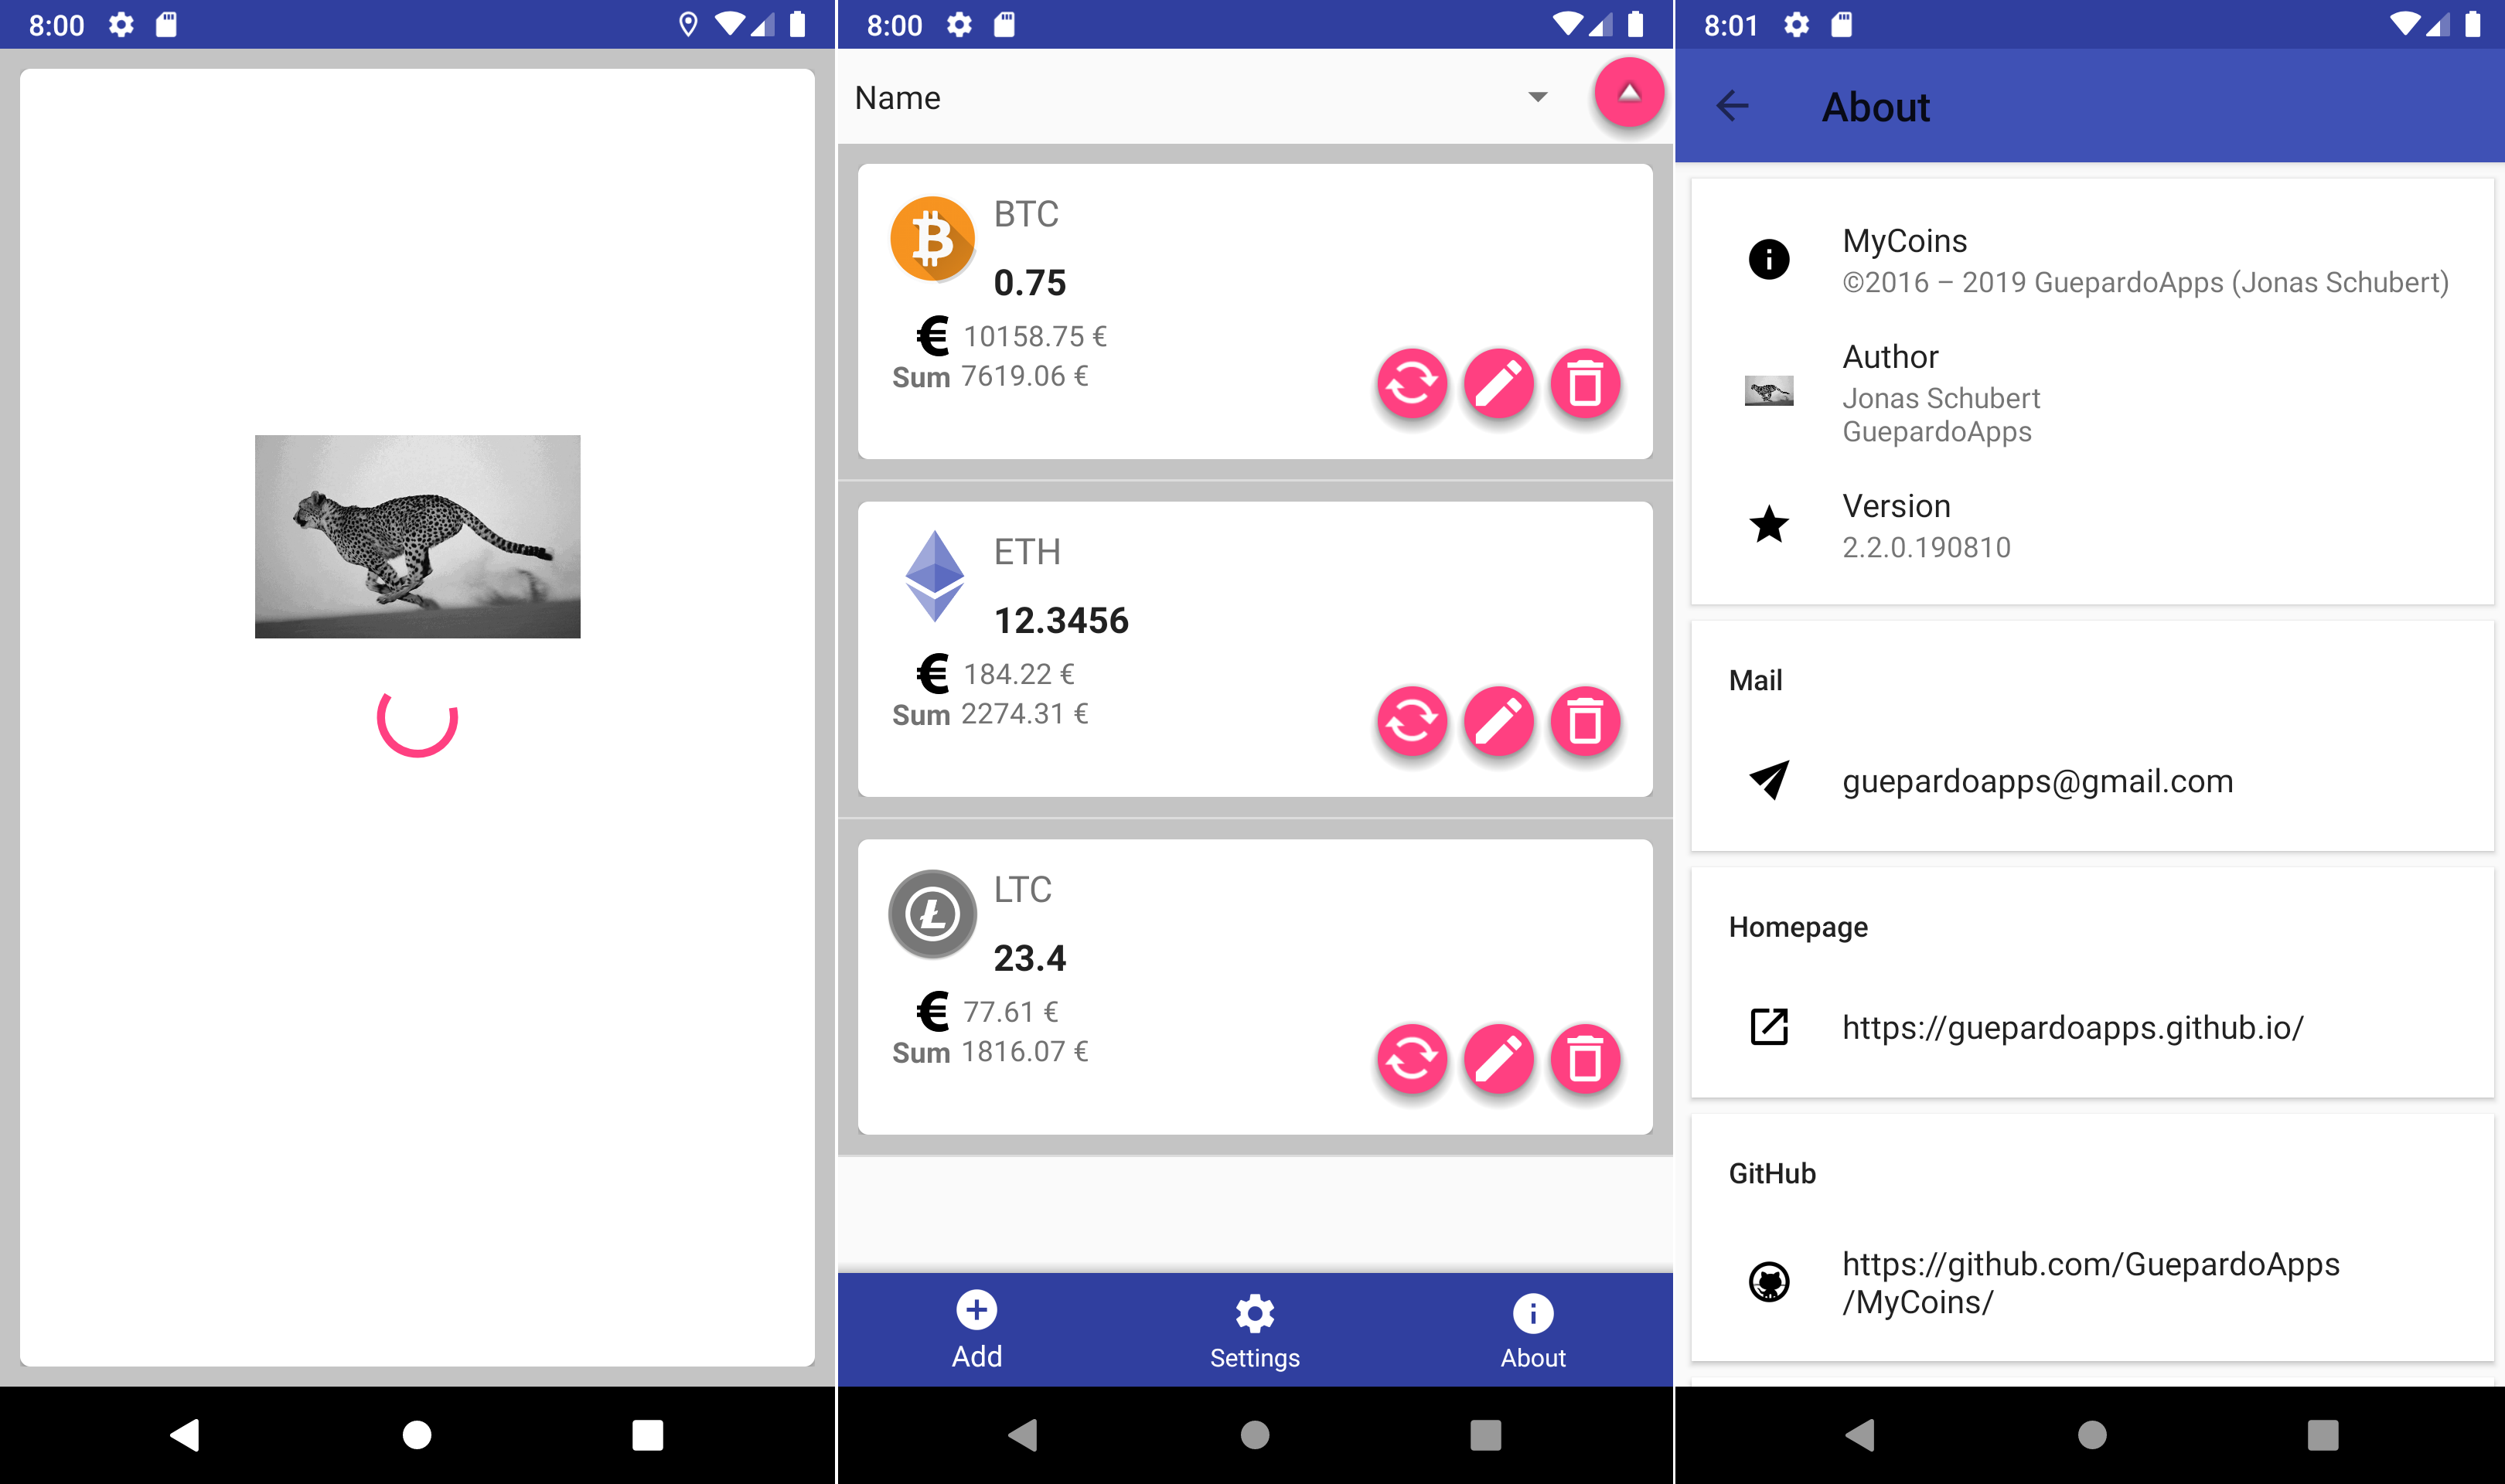 8:00
8:00
Name
BTC
0.75
€ 10158.75 €
Sum 7619.06 €
ETH
12.3456
€ 184.22 €
Sum 2274.31 €
LTC
23.4
€ 77.61 €
Sum 1816.07 €
Add
Settings
About
8:01
About
MyCoins
©2016 – 2019 GuepardoApps (Jonas Schubert)
Author
Jonas Schubert
GuepardoApps
Version
2.2.0.190810
Mail
guepardoapps@gmail.com
Homepage
https://guepardoapps.github.io/
GitHub
https://github.com/GuepardoApps
/MyCoins/